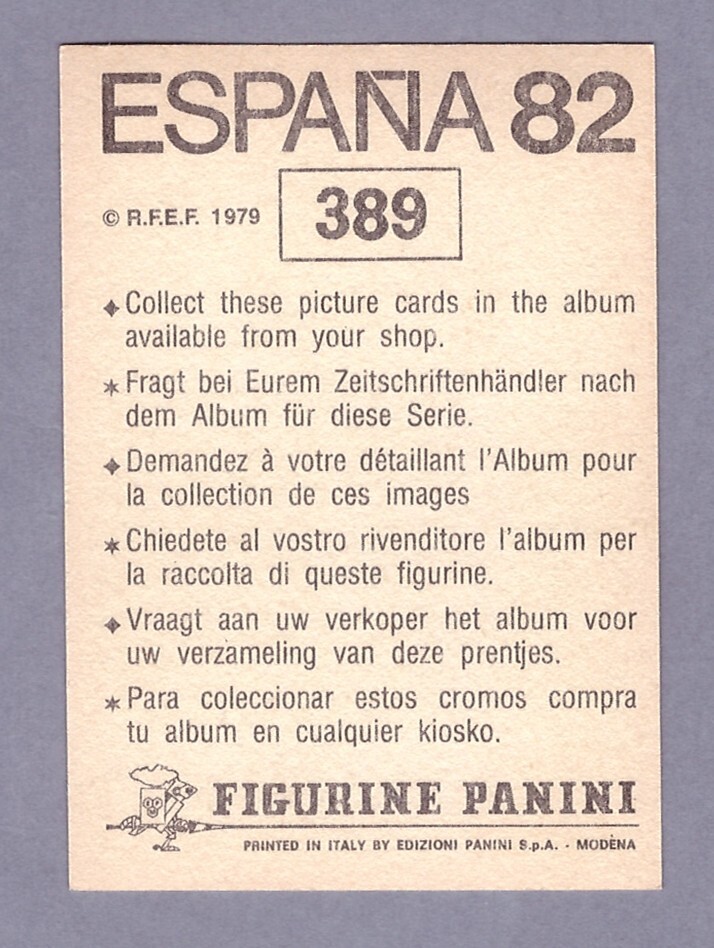 ESPAÑA 82
© R.F.E.F. 1979
389
♦ Collect these picture cards in the album
available from your shop.
✶ Fragt bei Eurem Zeitschriftenhändler nach
dem Album für diese Serie.
♦ Demandez à votre détaillant l'Album pour
la collection de ces images
✶ Chiedete al vostro rivenditore l'album per
la raccolta di queste figurine.
♦ Vraagt aan uw verkoper het album voor
uw verzameling van deze prentjes.
✶ Para coleccionar estos cromos compra
tu album en cualquier kiosko.
FIGURINE PANINI
PRINTED IN ITALY BY EDIZIONI PANINI S.p.A. - MODÈNA